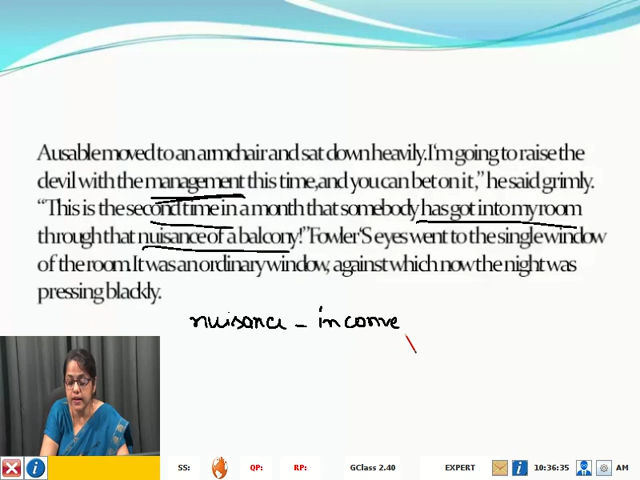 Ausable moved to an armchair and sat down heavily.I'm going to raise the
devil with the management this time,and you can bet on it,” he said grimly.
“This is the second time in a month that somebody has got into my room
through that nuisance of a balcony!”Fowler‘S eyes went to the single window
of the room.It was an ordinary window, against which now the night was
pressing blackly.
nuisance – in conve
SS: QP: RP: GClass 2.40 EXPERT 10:36:35 AM